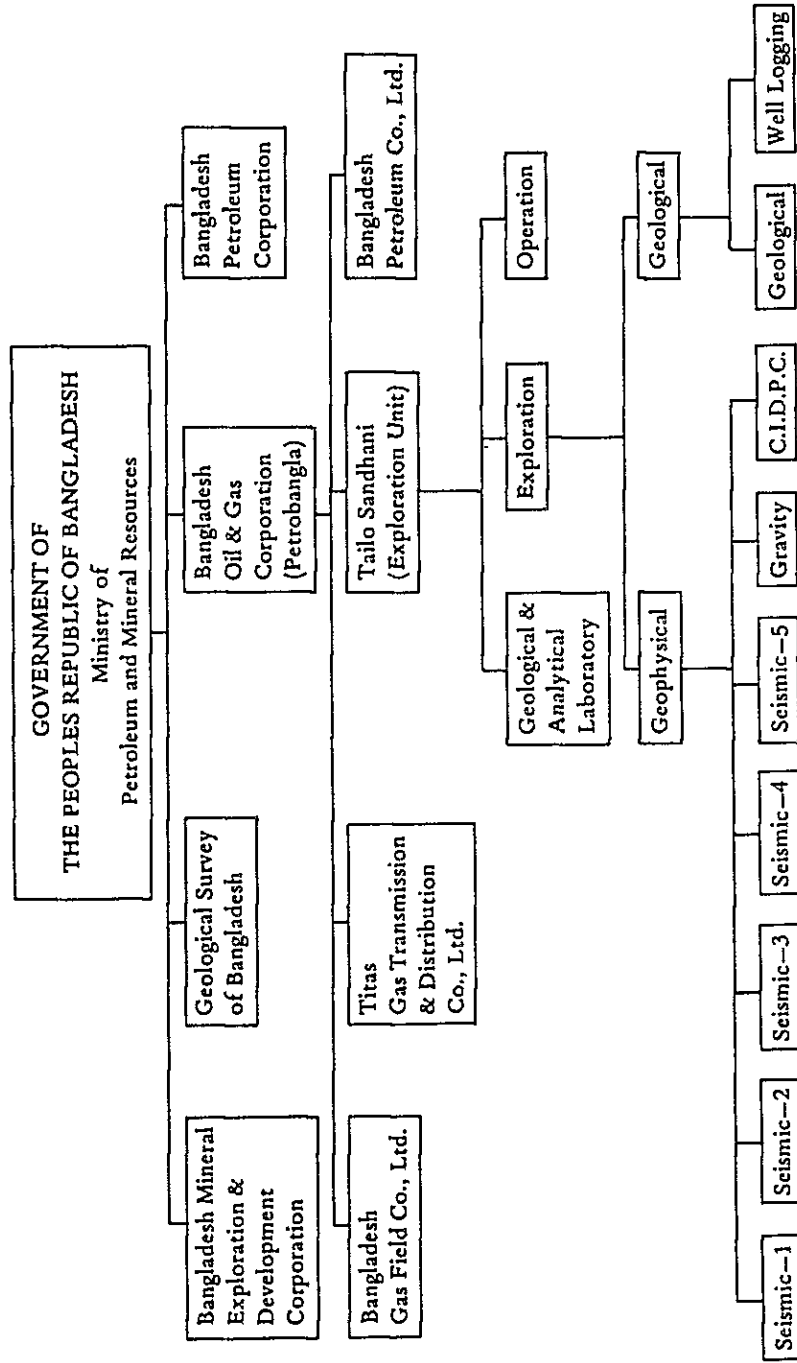 GOVERNMENT OF
THE PEOPLES REPUBLIC OF BANGLADESH
Ministry of
Petroleum and Mineral Resources
Bangladesh Mineral
Exploration &
Development
Corporation
Geological Survey
of Bangladesh
Bangladesh
Oil & Gas
Corporation
(Petrobangla)
Bangladesh
Petroleum
Corporation
Bangladesh
Gas Field Co., Ltd.
Titas
Gas Transmission
& Distribution
Co., Ltd.
Tailo Sandhani
(Exploration Unit)
Bangladesh
Petroleum Co., Ltd.
Geological &
Analytical
Laboratory
Exploration
Operation
Geophysical
Geological
Seismic–1
Seismic–2
Seismic–3
Seismic–4
Seismic–5
Gravity
C.I.D.P.C.
Geological
Well Logging